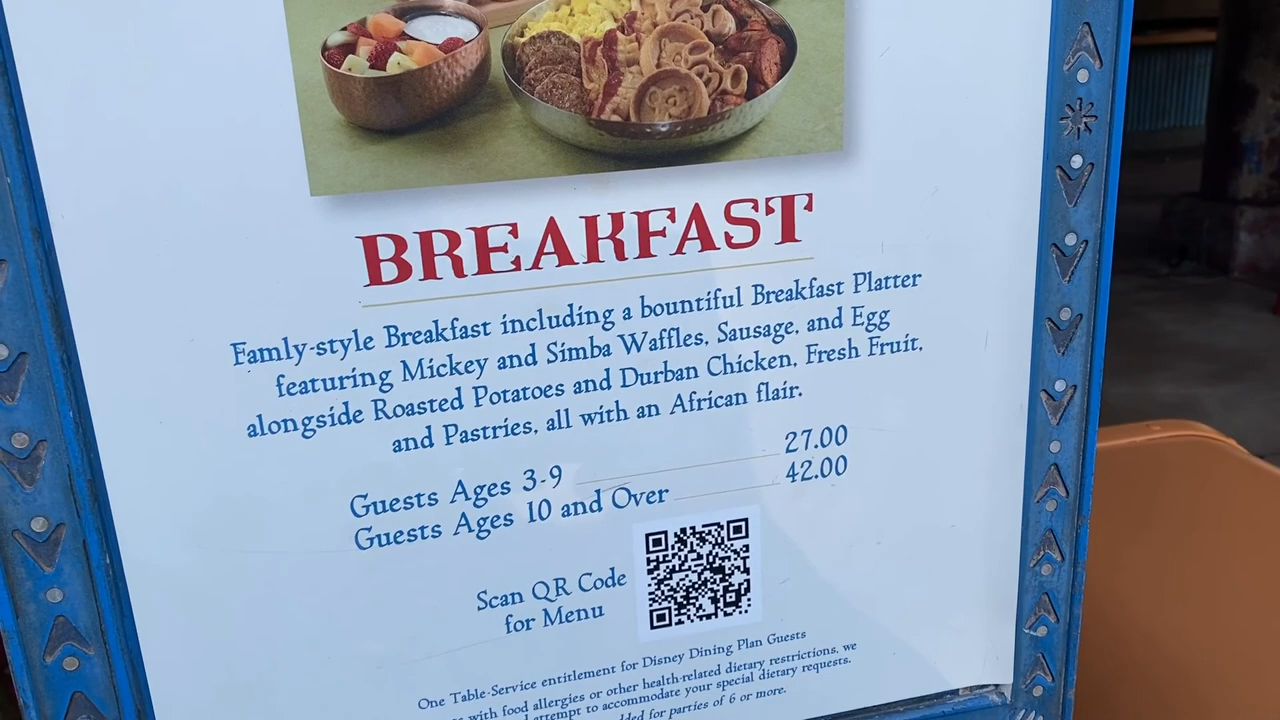 BREAKFAST
Famly-style Breakfast including a bountiful Breakfast Platter
featuring Mickey and Simba Waffles, Sausage, and Egg
alongside Roasted Potatoes and Durban Chicken, Fresh Fruit,
and Pastries, all with an African flair.
Guests Ages 3-9 27.00
Guests Ages 10 and Over 42.00
Scan QR Code
for Menu
One Table-Service entitlement for Disney Dining Plan Guests
with food allergies or other health-related dietary restrictions, we
attempt to accommodate your special dietary requests.
for parties of 6 or more.